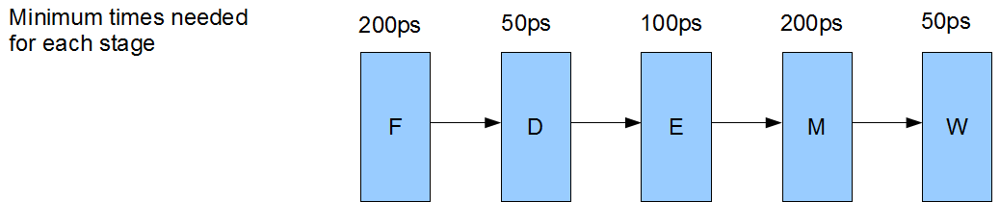 Minimum times needed
for each stage
200ps 50ps 100ps 200ps 50ps
F D E M W